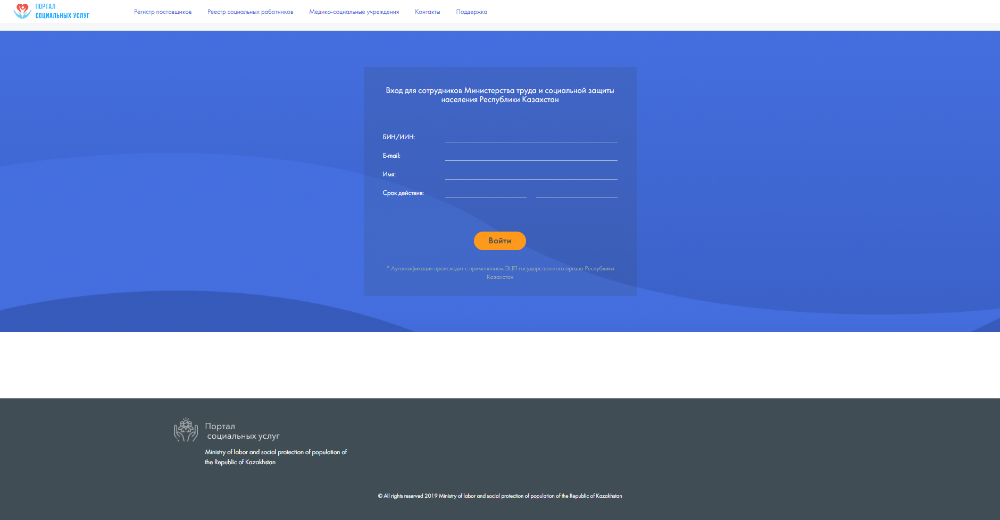 ПОРТАЛ
СОЦИАЛЬНЫХ УСЛУГ
Регистр поставщиков
Реестр социальных работников
Медико-социальные учреждения
Контакты
Поддержка
Вход для сотрудников Министерства труда и социальной защиты
населения Республики Казахстан
БИН/ИИН:
E-mail:
Имя:
Срок действия:
Войти
* Аутентификация происходит с применением ЭЦП государственного органа Республики
Казахстан
Портал
социальных услуг
Ministry of labor and social protection of population of
the Republic of Kazakhstan
© All rights reserved 2019 Ministry of labor and social protection of population of the Republic of Kazakhstan